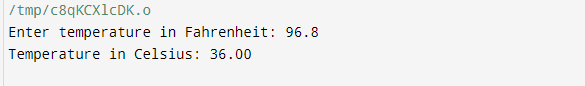 /tmp/c8qKCXlcDK.o
Enter temperature in Fahrenheit: 96.8
Temperature in Celsius: 36.00